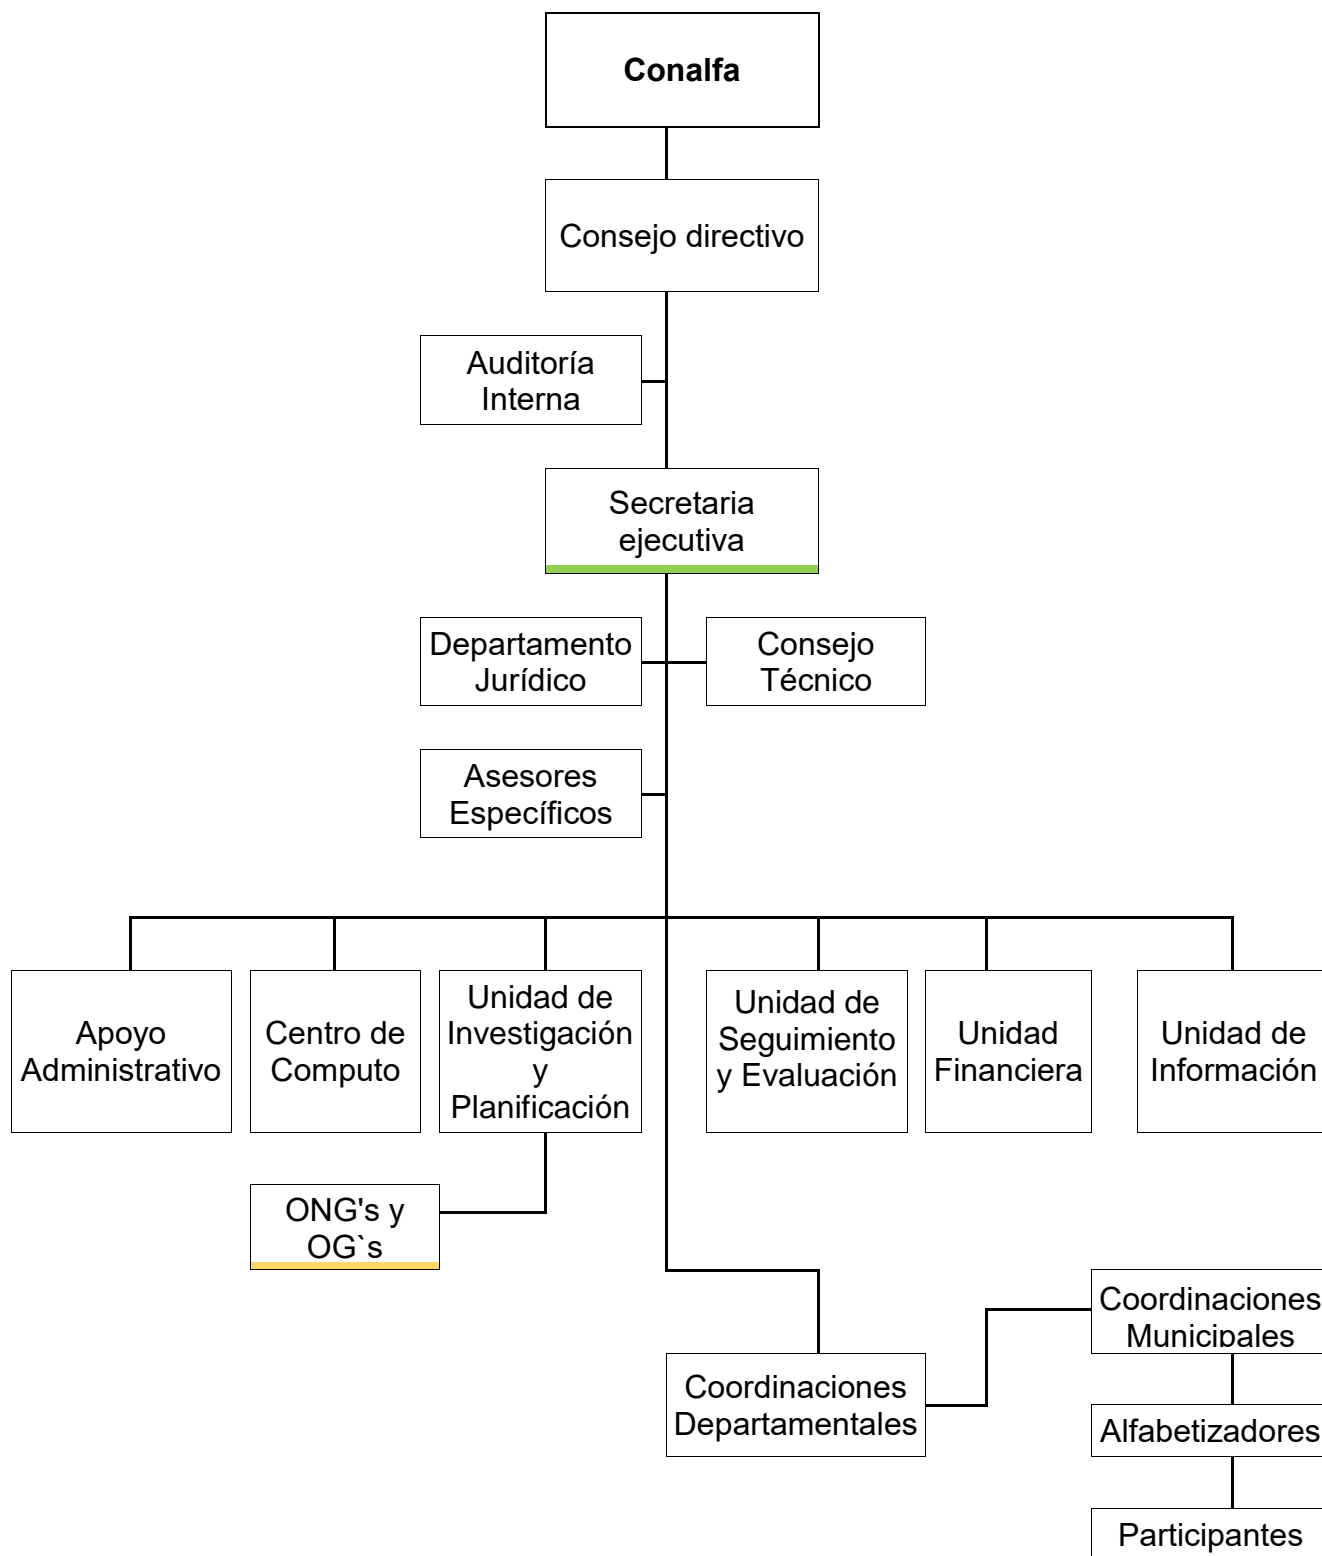 Conalfa
Consejo directivo
Auditoría
Interna
Secretaria
ejecutiva
Departamento
Jurídico
Consejo
Técnico
Asesores
Específicos
Apoyo
Administrativo
Centro de
Computo
Unidad de
Investigación
y
Planificación
Unidad de
Seguimiento
y Evaluación
Unidad
Financiera
Unidad de
Información
ONG's y
OG`s
Coordinaciones
Departamentales
Coordinaciones
Municipales
Alfabetizadores
Participantes